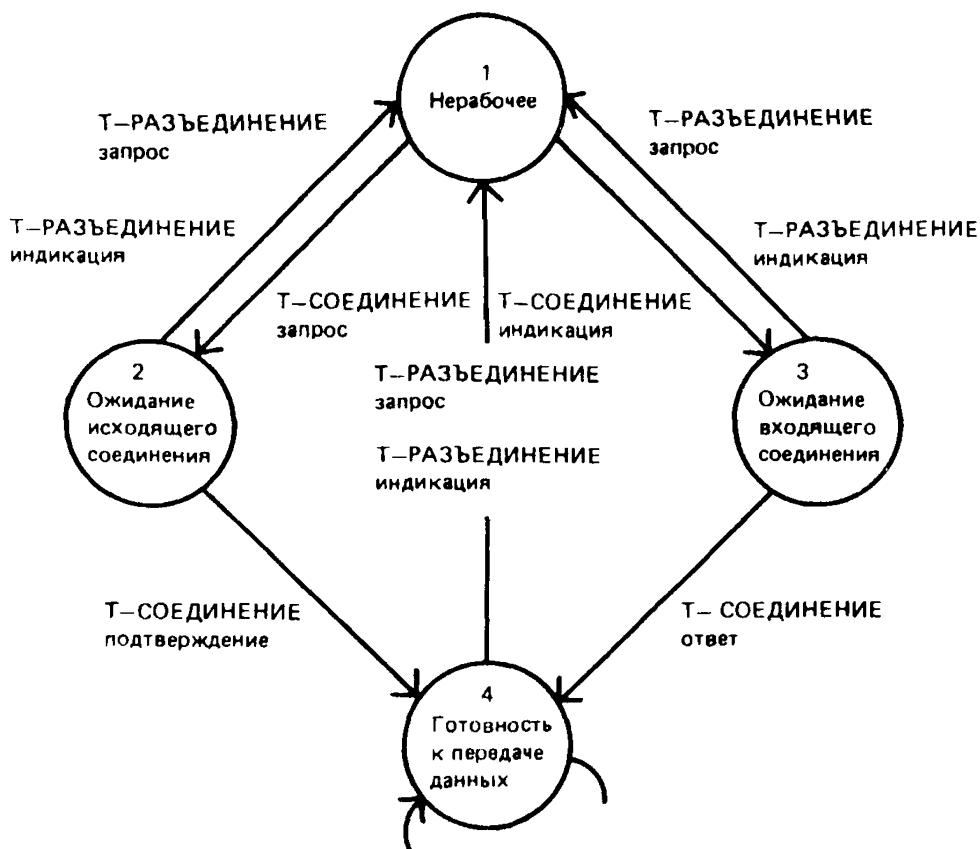 1
Нерабочее
Т—РАЗЪЕДИНЕНИЕ
запрос
Т—РАЗЪЕДИНЕНИЕ
запрос
Т—РАЗЪЕДИНЕНИЕ
индикация
Т—РАЗЪЕДИНЕНИЕ
индикация
Т—СОЕДИНЕНИЕ
запрос
Т—СОЕДИНЕНИЕ
индикация
2
Ожидание
исходящего
соединения
Т—РАЗЪЕДИНЕНИЕ
запрос
3
Ожидание
входящего
соединения
Т—РАЗЪЕДИНЕНИЕ
индикация
Т—СОЕДИНЕНИЕ
подтверждение
Т— СОЕДИНЕНИЕ
ответ
4
Готовность
к передаче
данных